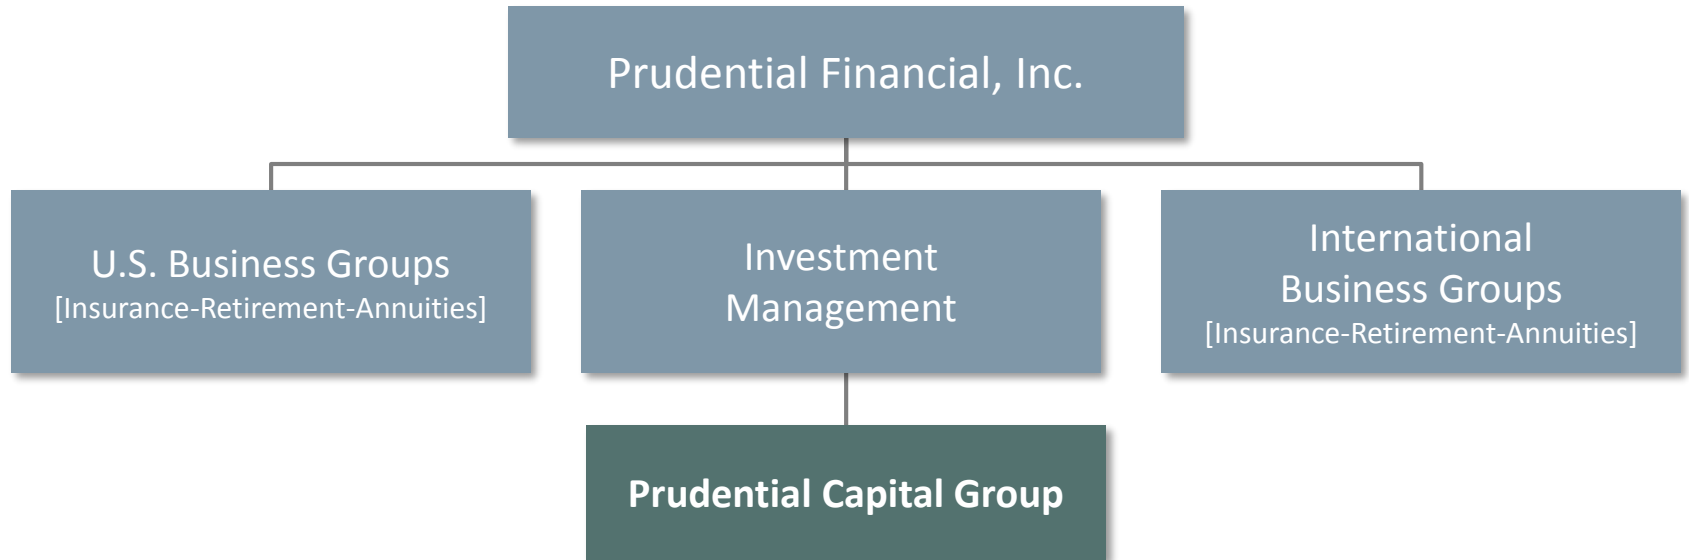 Prudential Financial, Inc.
U.S. Business Groups
[Insurance-Retirement-Annuities]
Investment
Management
International
Business Groups
[Insurance-Retirement-Annuities]
Prudential Capital Group